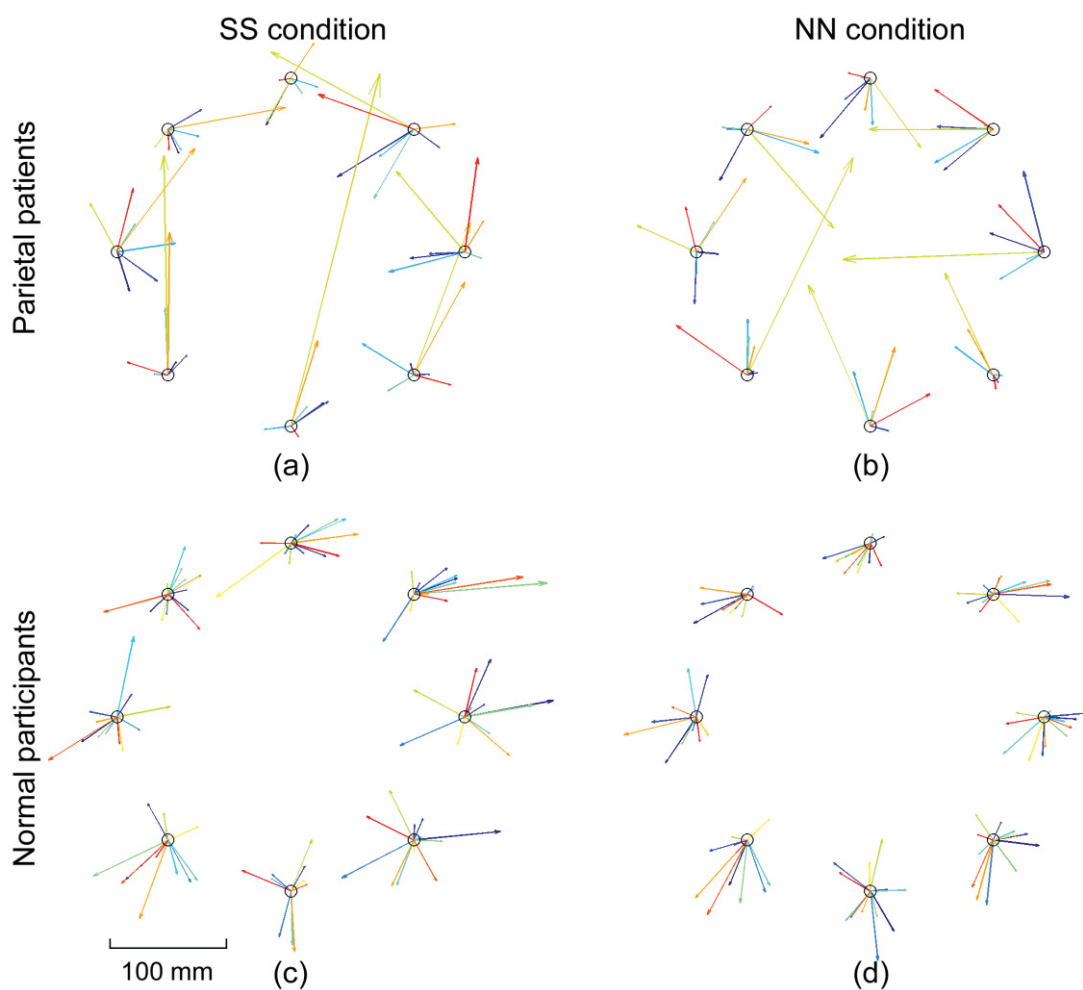 SS condition
NN condition
Parietal patients
(a)
(b)
Normal participants
100 mm
(c)
(d)